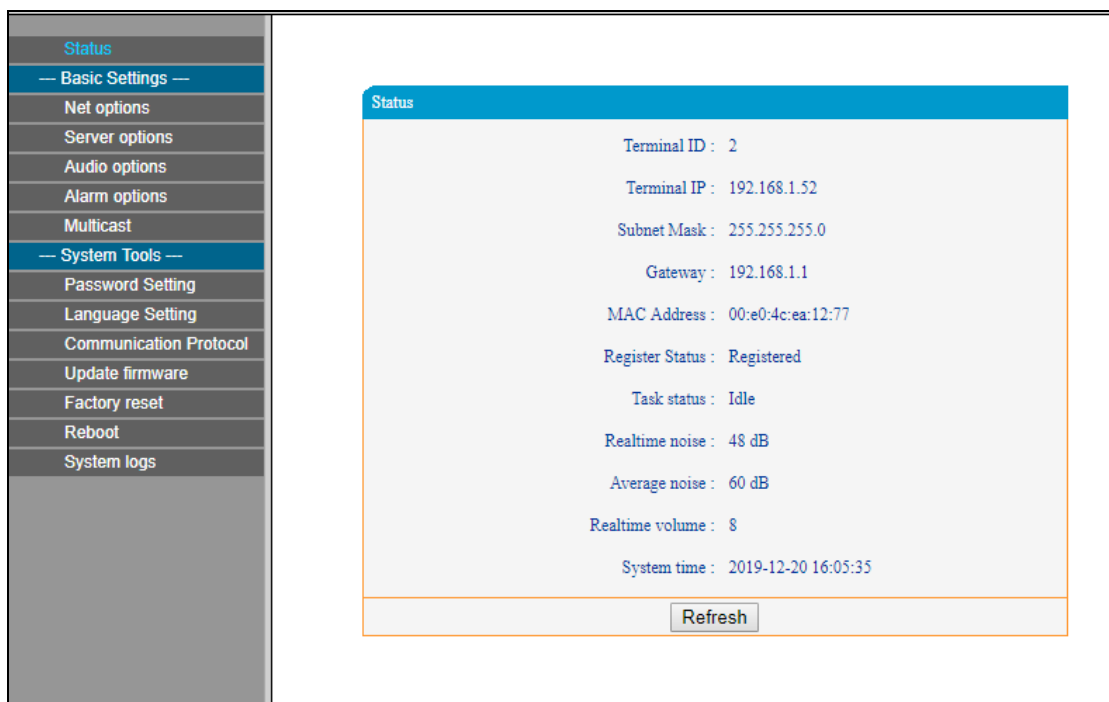 Status
--- Basic Settings ---
Net options
Server options
Audio options
Alarm options
Multicast
--- System Tools ---
Password Setting
Language Setting
Communication Protocol
Update firmware
Factory reset
Reboot
System logs
Status
Terminal ID : 2
Terminal IP : 192.168.1.52
Subnet Mask : 255.255.255.0
Gateway : 192.168.1.1
MAC Address : 00:e0:4c:ea:12:77
Register Status : Registered
Task status : Idle
Realtime noise : 48 dB
Average noise : 60 dB
Realtime volume : 8
System time : 2019-12-20 16:05:35
Refresh